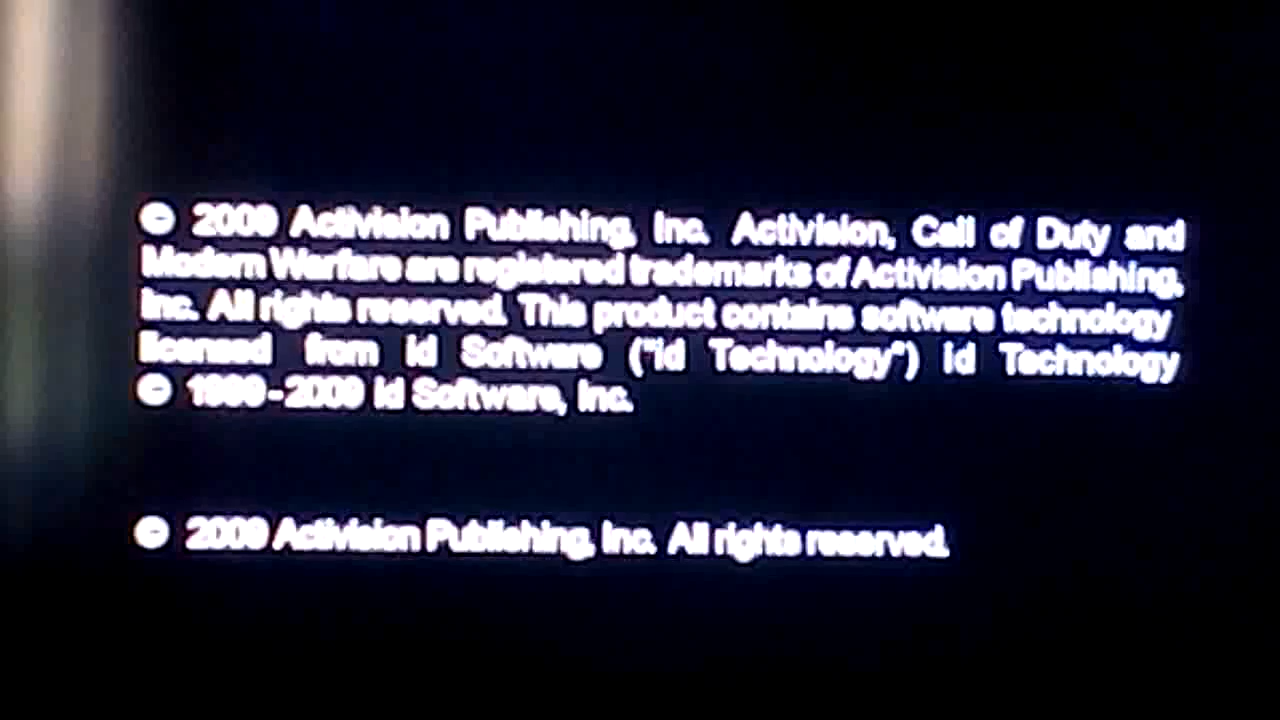 © 2009 Activision Publishing, Inc. Activision, Call of Duty and
Modern Warfare are registered trademarks of Activision Publishing,
Inc. All rights reserved. This product contains software technology
licensed from id Software ("id Technology") id Technology
© 1999-2009 id Software, Inc.
© 2009 Activision Publishing, Inc. All rights reserved.